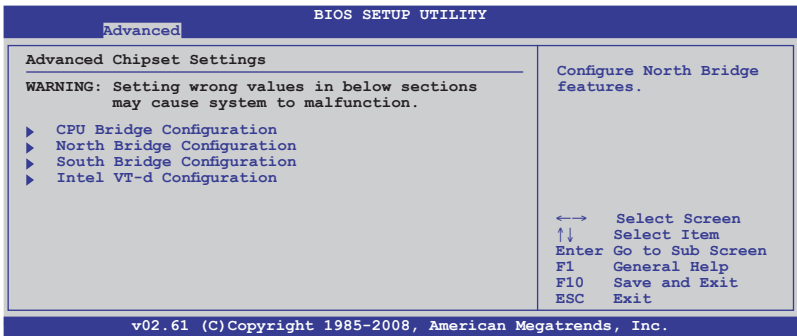 BIOS SETUP UTILITY
Advanced
Advanced Chipset Settings
WARNING: Setting wrong values in below sections
may cause system to malfunction.
CPU Bridge Configuration
North Bridge Configuration
South Bridge Configuration
Intel VT-d Configuration
Configure North Bridge
features.
←→ Select Screen
↑↓ Select Item
Enter Go to Sub Screen
F1 General Help
F10 Save and Exit
ESC Exit
v02.61 (C)Copyright 1985-2008, American Megatrends, Inc.